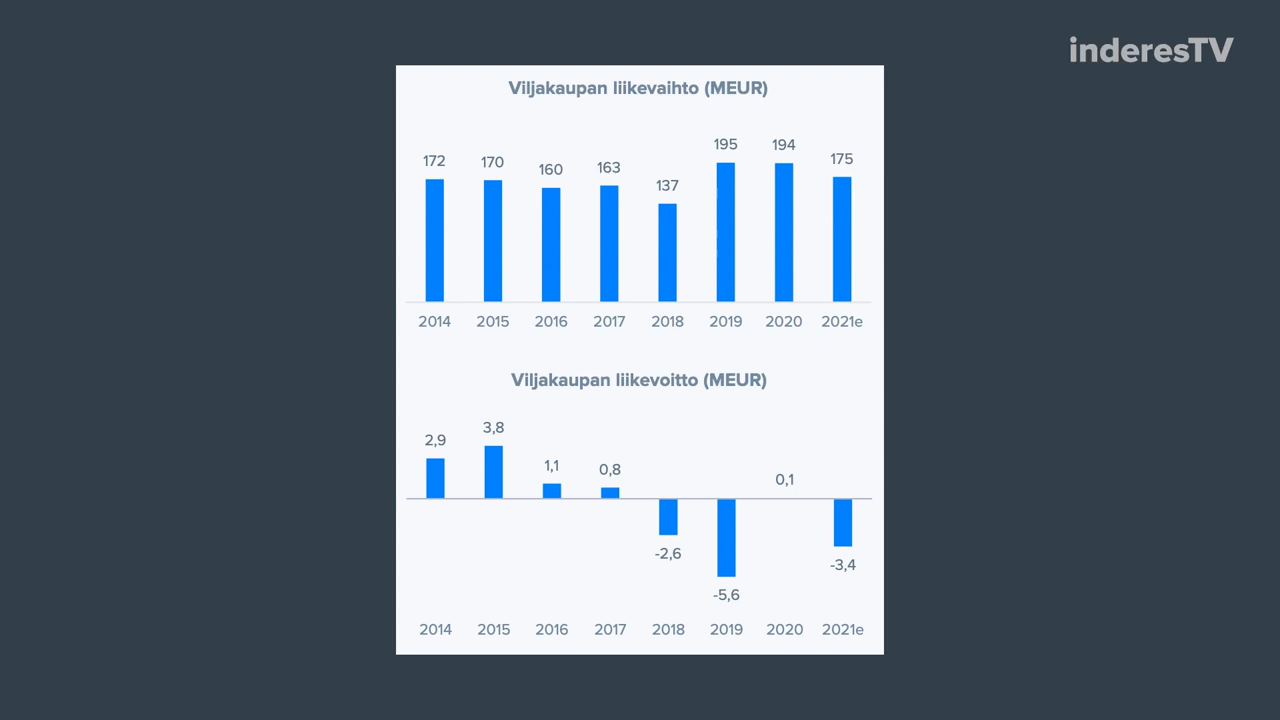 inderesTV
Viljakaupan liikevaihto (MEUR)
172 170 160 163 137 195 194 175
2014 2015 2016 2017 2018 2019 2020 2021e
Viljakaupan liikevoitto (MEUR)
2,9 3,8 1,1 0,8 -2,6 -5,6 0,1 -3,4
2014 2015 2016 2017 2018 2019 2020 2021e